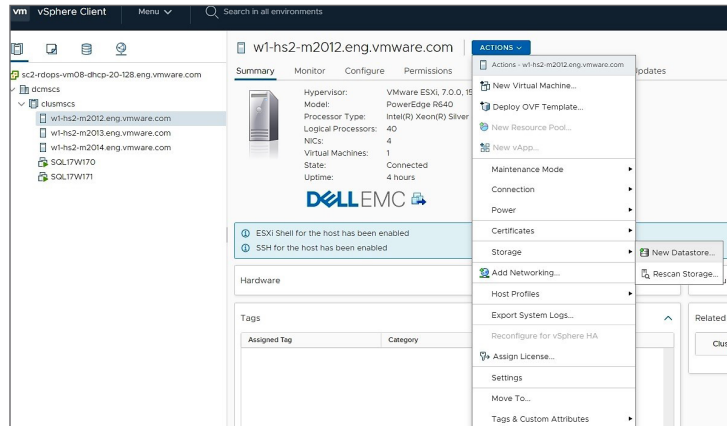 vm vSphere Client Menu Search in all environments
w1-hs2-m2012.eng.vmware.com ACTIONS
Summary Monitor Configure Permissions Updates
sc2-rdops-vm08-dhcp-20-128.eng.vmware.com
dcmscs
clusmscs
w1-hs2-m2012.eng.vmware.com
w1-hs2-m2013.eng.vmware.com
w1-hs2-m2014.eng.vmware.com
SQL17W170
SQL17W171
Hypervisor: VMware ESXi, 7.0.0, 15
Model: PowerEdge R640
Processor Type: Intel(R) Xeon(R) Silver
Logical Processors: 40
NICs: 4
Virtual Machines: 1
State: Connected
Uptime: 4 hours
DELLEMC
ESXi Shell for the host has been enabled
SSH for the host has been enabled
Hardware
Tags
Assigned Tag Category
Actions - w1-hs2-m2012.eng.vmware.com
New Virtual Machine...
Deploy OVF Template...
New Resource Pool...
New vApp...
Maintenance Mode
Connection
Power
Certificates
Storage
Add Networking...
Host Profiles
Export System Logs...
Reconfigure for vSphere HA
Assign License...
Settings
Move To...
Tags & Custom Attributes
New Datastore...
Rescan Storage...
Related
Clus